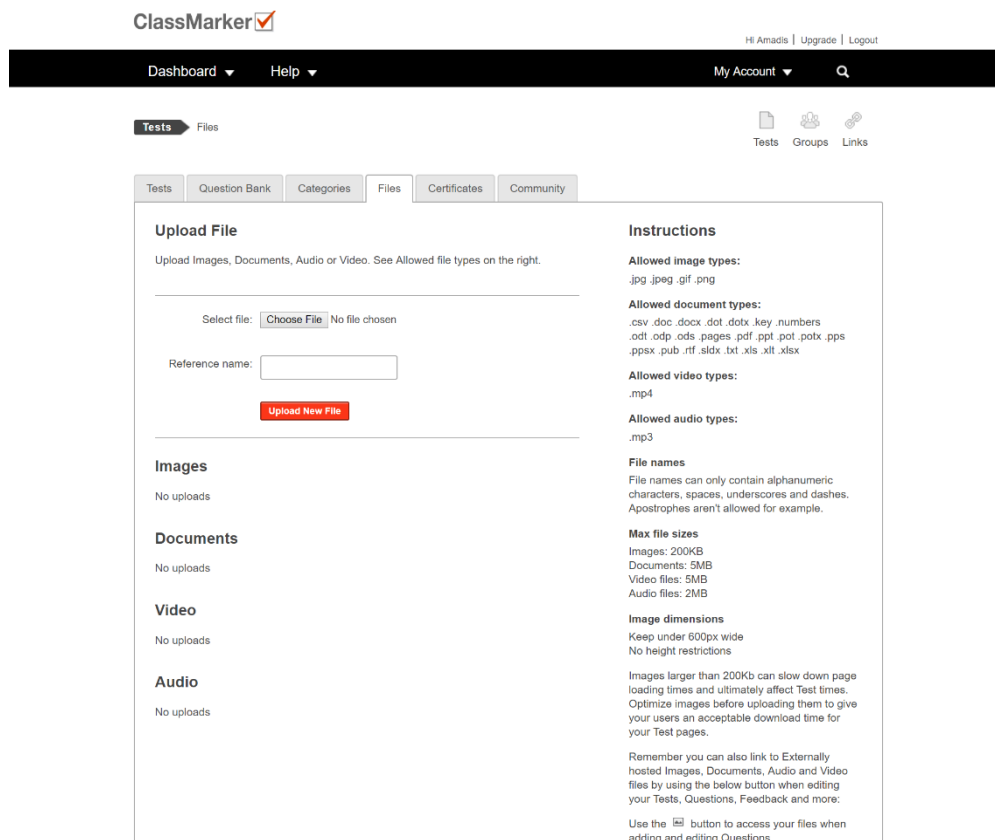 ClassMarker
Hi Amadis | Upgrade | Logout
Dashboard Help My Account
Tests Files
Tests Groups Links
Tests Question Bank Categories Files Certificates Community
Upload File
Upload Images, Documents, Audio or Video. See Allowed file types on the right.
Select file: Choose File No file chosen
Reference name:
Upload New File
Images
No uploads
Documents
No uploads
Video
No uploads
Audio
No uploads
Instructions
Allowed image types:
.jpg .jpeg .gif .png
Allowed document types:
.csv .doc .docx .dot .dotx .key .numbers
.odt .odp .ods .pages .pdf .ppt .pot .potx .pps
.ppsx .pub .rtf .sldx .txt .xls .xlt .xlsx
Allowed video types:
.mp4
Allowed audio types:
.mp3
File names
File names can only contain alphanumeric
characters, spaces, underscores and dashes.
Apostrophes aren't allowed for example.
Max file sizes
Images: 200KB
Documents: 5MB
Video files: 5MB
Audio files: 2MB
Image dimensions
Keep under 600px wide
No height restrictions
Images larger than 200Kb can slow down page
loading times and ultimately affect Test times.
Optimize images before uploading them to give
your users an acceptable download time for
your Test pages.
Remember you can also link to Externally
hosted Images, Documents, Audio and Video
files by using the below button when editing
your Tests, Questions, Feedback and more:
Use the button to access your files when
adding and editing Questions